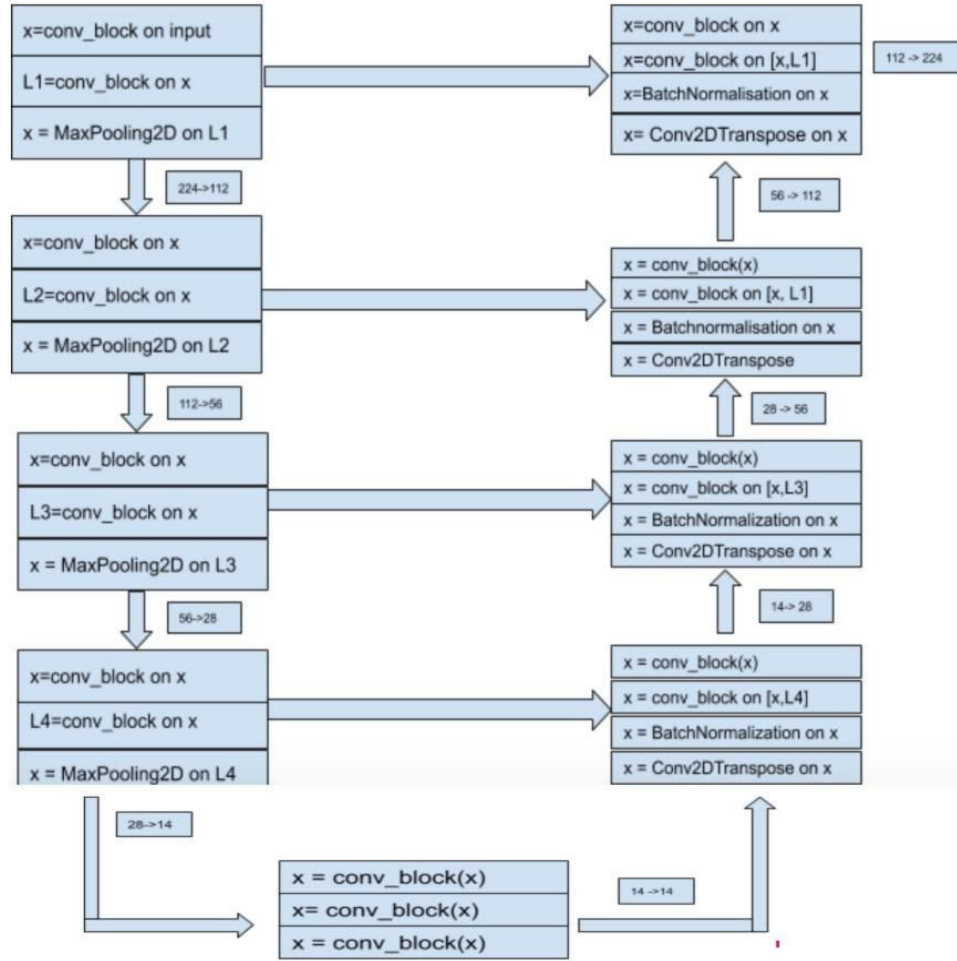 x=conv_block on input
L1=conv_block on x
x = MaxPooling2D on L1
224->112
x=conv_block on x
L2=conv_block on x
x = MaxPooling2D on L2
112->56
x=conv_block on x
L3=conv_block on x
x = MaxPooling2D on L3
56->28
x=conv_block on x
L4=conv_block on x
x = MaxPooling2D on L4
28->14
x = conv_block(x)
x= conv_block(x)
x = conv_block(x)
14 ->14
x=conv_block on x
x=conv_block on [x,L1]
x=BatchNormalisation on x
x= Conv2DTranspose on x
112 -> 224
56 -> 112
x = conv_block(x)
x = conv_block on [x, L1]
x = Batchnormalisation on x
x = Conv2DTranspose
28 -> 56
x = conv_block(x)
x = conv_block on [x,L3]
x = BatchNormalization on x
x = Conv2DTranspose on x
14-> 28
x = conv_block(x)
x = conv_block on [x,L4]
x = BatchNormalization on x
x = Conv2DTranspose on x